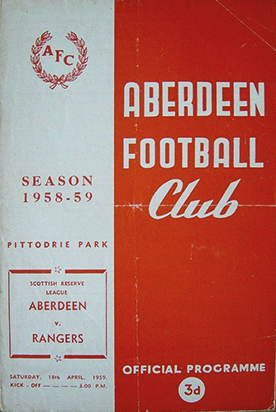 AFC
ABERDEEN
FOOTBALL
Club
SEASON
1958-59
PITTODRIE PARK
SCOTTISH RESERVE
LEAGUE
ABERDEEN
v.
RANGERS
SATURDAY, 18th APRIL, 1959.
KICK-OFF — — — — 3.00 P.M.
OFFICIAL PROGRAMME
3d